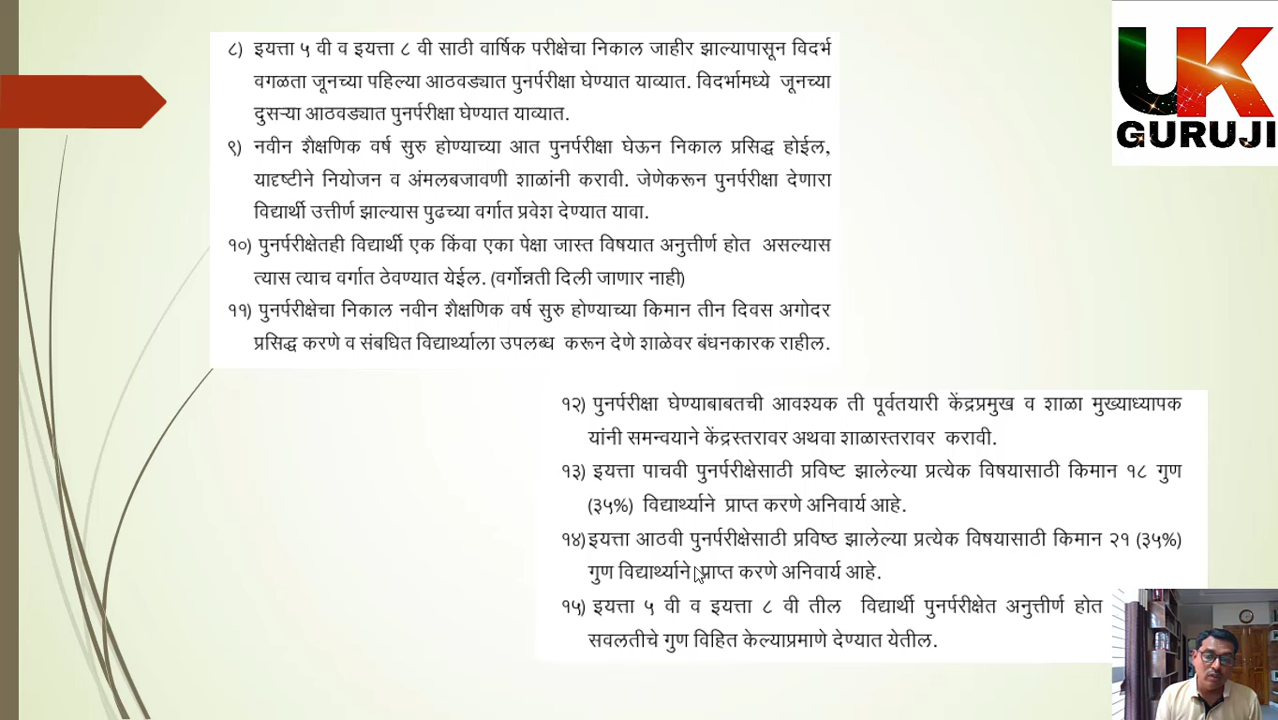 ८) इयत्ता ५ वी व इयत्ता ८ वी साठी वार्षिक परीक्षेचा निकाल जाहीर झाल्यापासून विदर्भ
वगळता जूनच्या पहिल्या आठवड्यात पुनर्परीक्षा घेण्यात याव्यात. विदर्भामध्ये जूनच्या
दुसऱ्या आठवड्यात पुनर्परीक्षा घेण्यात याव्यात.
९) नवीन शैक्षणिक वर्ष सुरु होण्याच्या आत पुनर्परीक्षा घेऊन निकाल प्रसिद्ध होईल,
यादृष्टीने नियोजन व अंमलबजावणी शाळांनी करावी. जेणेकरून पुनर्परीक्षा देणारा
विद्यार्थी उत्तीर्ण झाल्यास पुढच्या वर्गात प्रवेश देण्यात यावा.
१०) पुनर्परीक्षेतही विद्यार्थी एक किंवा एका पेक्षा जास्त विषयात अनुत्तीर्ण होत असल्यास
त्यास त्याच वर्गात ठेवण्यात येईल. (वर्गोन्नती दिली जाणार नाही)
११) पुनर्परीक्षेचा निकाल नवीन शैक्षणिक वर्ष सुरु होण्याच्या किमान तीन दिवस अगोदर
प्रसिद्ध करणे व संबधित विद्यार्थ्याला उपलब्ध करून देणे शाळेवर बंधनकारक राहील.
१२) पुनर्परीक्षा घेण्याबाबतची आवश्यक ती पूर्वतयारी केंद्रप्रमुख व शाळा मुख्याध्यापक
यांनी समन्वयाने केंद्रस्तरावर अथवा शाळास्तरावर करावी.
१३) इयत्ता पाचवी पुनर्परीक्षेसाठी प्रविष्ट झालेल्या प्रत्येक विषयासाठी किमान १८ गुण
(३५%) विद्यार्थ्याने प्राप्त करणे अनिवार्य आहे.
१४) इयत्ता आठवी पुनर्परीक्षेसाठी प्रविष्ठ झालेल्या प्रत्येक विषयासाठी किमान २१ (३५%)
गुण विद्यार्थ्याने प्राप्त करणे अनिवार्य आहे.
१५) इयत्ता ५ वी व इयत्ता ८ वी तील विद्यार्थी पुनर्परीक्षेत अनुत्तीर्ण होत
सवलतीचे गुण विहित केल्याप्रमाणे देण्यात येतील.
UK
GURUJI